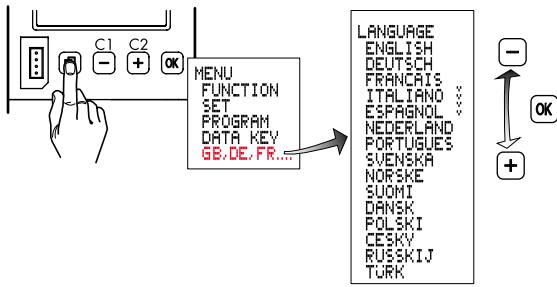 C1 C2
− + OK
MENU
FUNCTION
SET
PROGRAM
DATA KEY
GB,DE,FR....
LANGUAGE
ENGLISH
DEUTSCH
FRANCAIS
ITALIANO
ESPAGNOL
NEDERLAND
PORTUGUES
SVENSKA
NORSKE
SUOMI
DANSK
POLSKI
CESKY
RUSSKIJ
TURK
−
OK
+